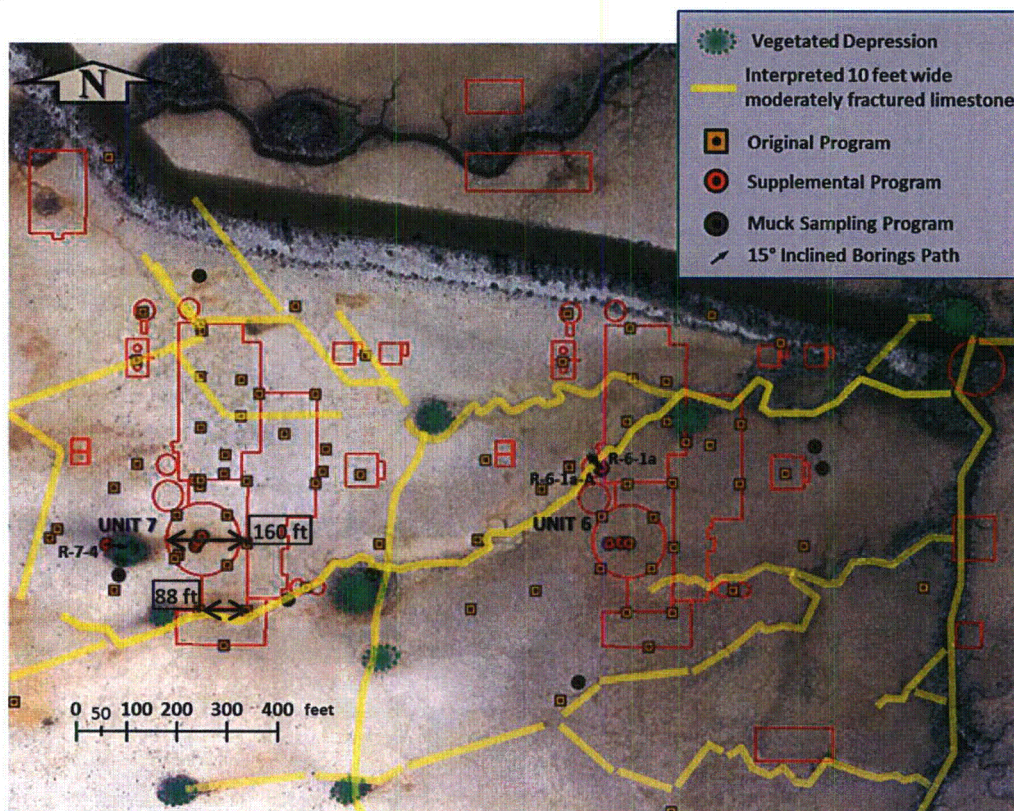 N
Vegetated Depression
Interpreted 10 feet wide
moderately fractured limestone
Original Program
Supplemental Program
Muck Sampling Program
15° Inclined Borings Path
R-6-1a
R-6-1a-A
UNIT 7
160 ft
UNIT 6
R-7-4
88 ft
0 50 100 200 300 400 feet